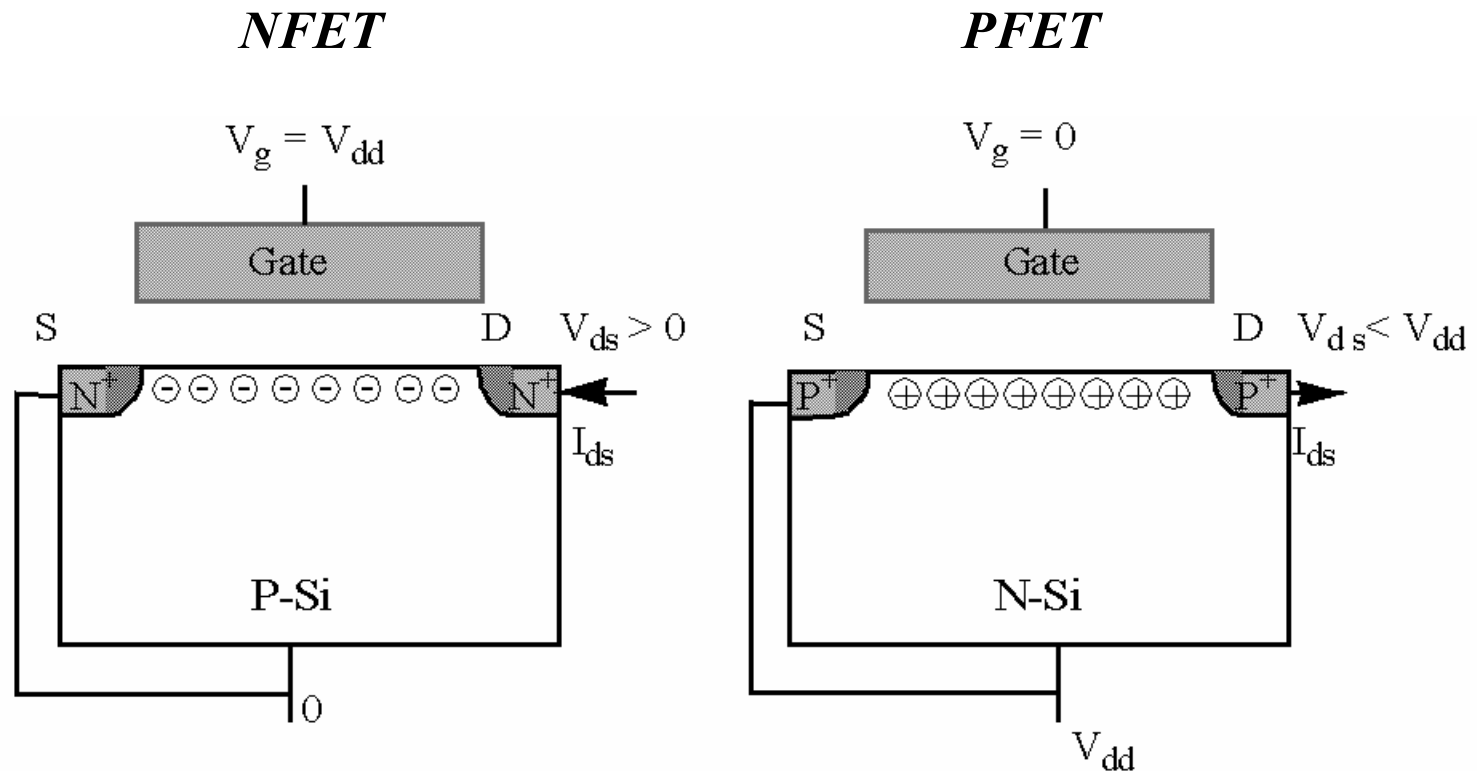 NFET
PFET
V_g = V_dd
V_g = 0
Gate
Gate
S
D
V_ds > 0
S
D
V_ds < V_dd
N⁺
- - - - - - - -
N⁺
P⁺
+ + + + + + + +
P⁺
I_ds
I_ds
P-Si
N-Si
0
V_dd